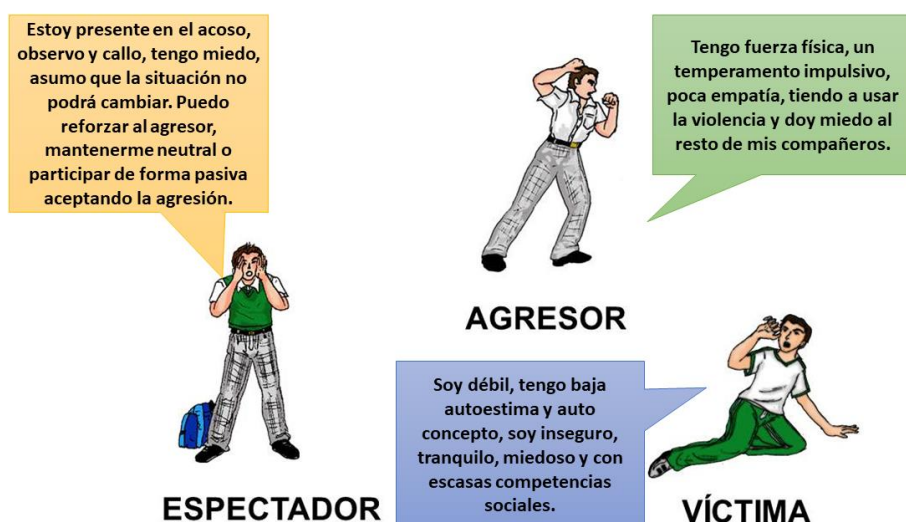 Estoy presente en el acoso,
observo y callo, tengo miedo,
asumo que la situación no
podrá cambiar. Puedo
reforzar al agresor,
mantenerme neutral o
participar de forma pasiva
aceptando la agresión.
Tengo fuerza física, un
temperamento impulsivo,
poca empatía, tiendo a usar
la violencia y doy miedo al
resto de mis compañeros.
AGRESOR
Soy débil, tengo baja
autoestima y auto
concepto, soy inseguro,
tranquilo, miedoso y con
escasas competencias
sociales.
ESPECTADOR
VÍCTIMA